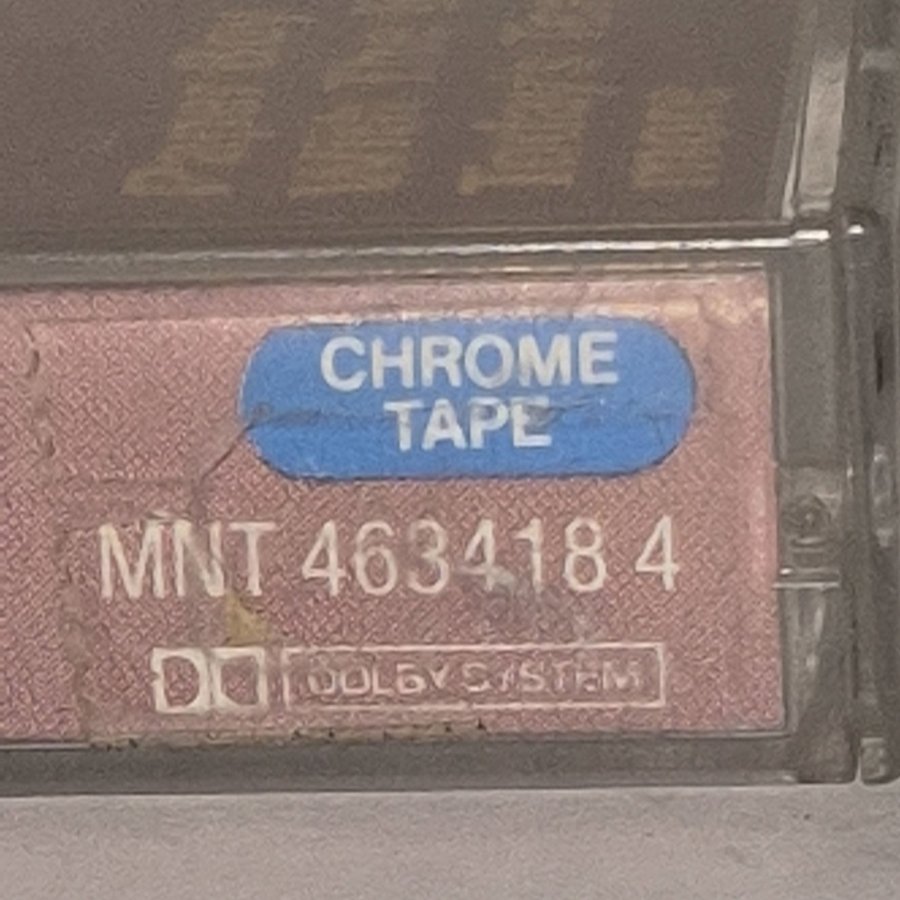 CHROME
TAPE
MNT 463418 4
DOLBY SYSTEM